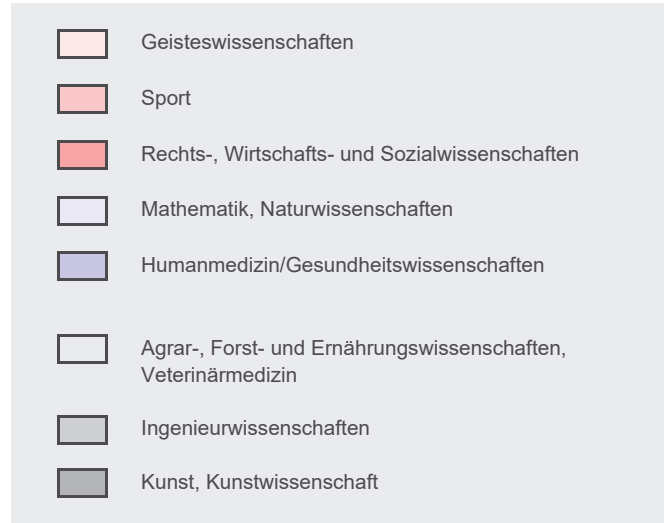 Geisteswissenschaften
Sport
Rechts-, Wirtschafts- und Sozialwissenschaften
Mathematik, Naturwissenschaften
Humanmedizin/Gesundheitswissenschaften
Agrar-, Forst- und Ernährungswissenschaften,
Veterinärmedizin
Ingenieurwissenschaften
Kunst, Kunstwissenschaft